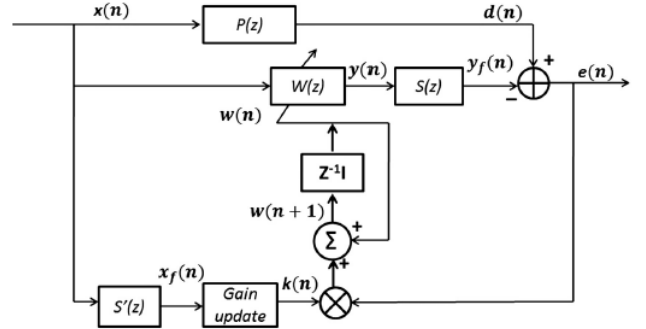 x(n)
P(z)
d(n)
+
W(z)
y(n)
S(z)
y_f(n)
−
e(n)
w(n)
Z⁻¹I
w(n + 1)
+
Σ
+
x_f(n)
k(n)
S'(z)
Gain
update